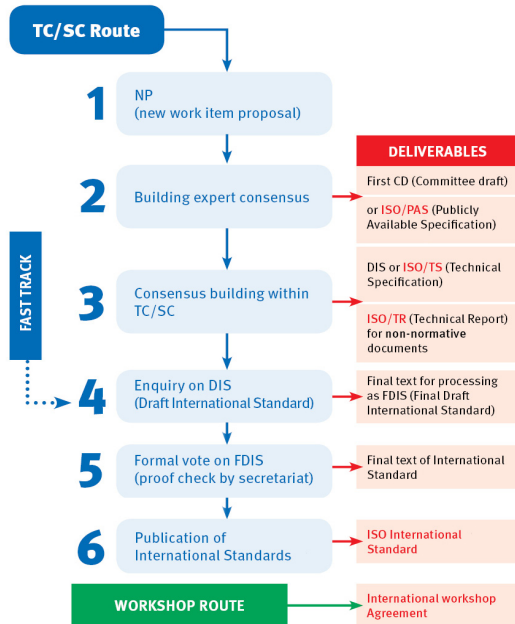 TC/SC Route
1
NP
(new work item proposal)
DELIVERABLES
2
Building expert consensus
First CD (Committee draft)
or ISO/PAS (Publicly
Available Specification)
FAST TRACK
3
Consensus building within
TC/SC
DIS or ISO/TS (Technical
Specification)
ISO/TR (Technical Report)
for non-normative
documents
4
Enquiry on DIS
(Draft International Standard)
Final text for processing
as FDIS (Final Draft
International Standard)
5
Formal vote on FDIS
(proof check by secretariat)
Final text of International
Standard
6
Publication of
International Standards
ISO International
Standard
WORKSHOP ROUTE
International workshop
Agreement